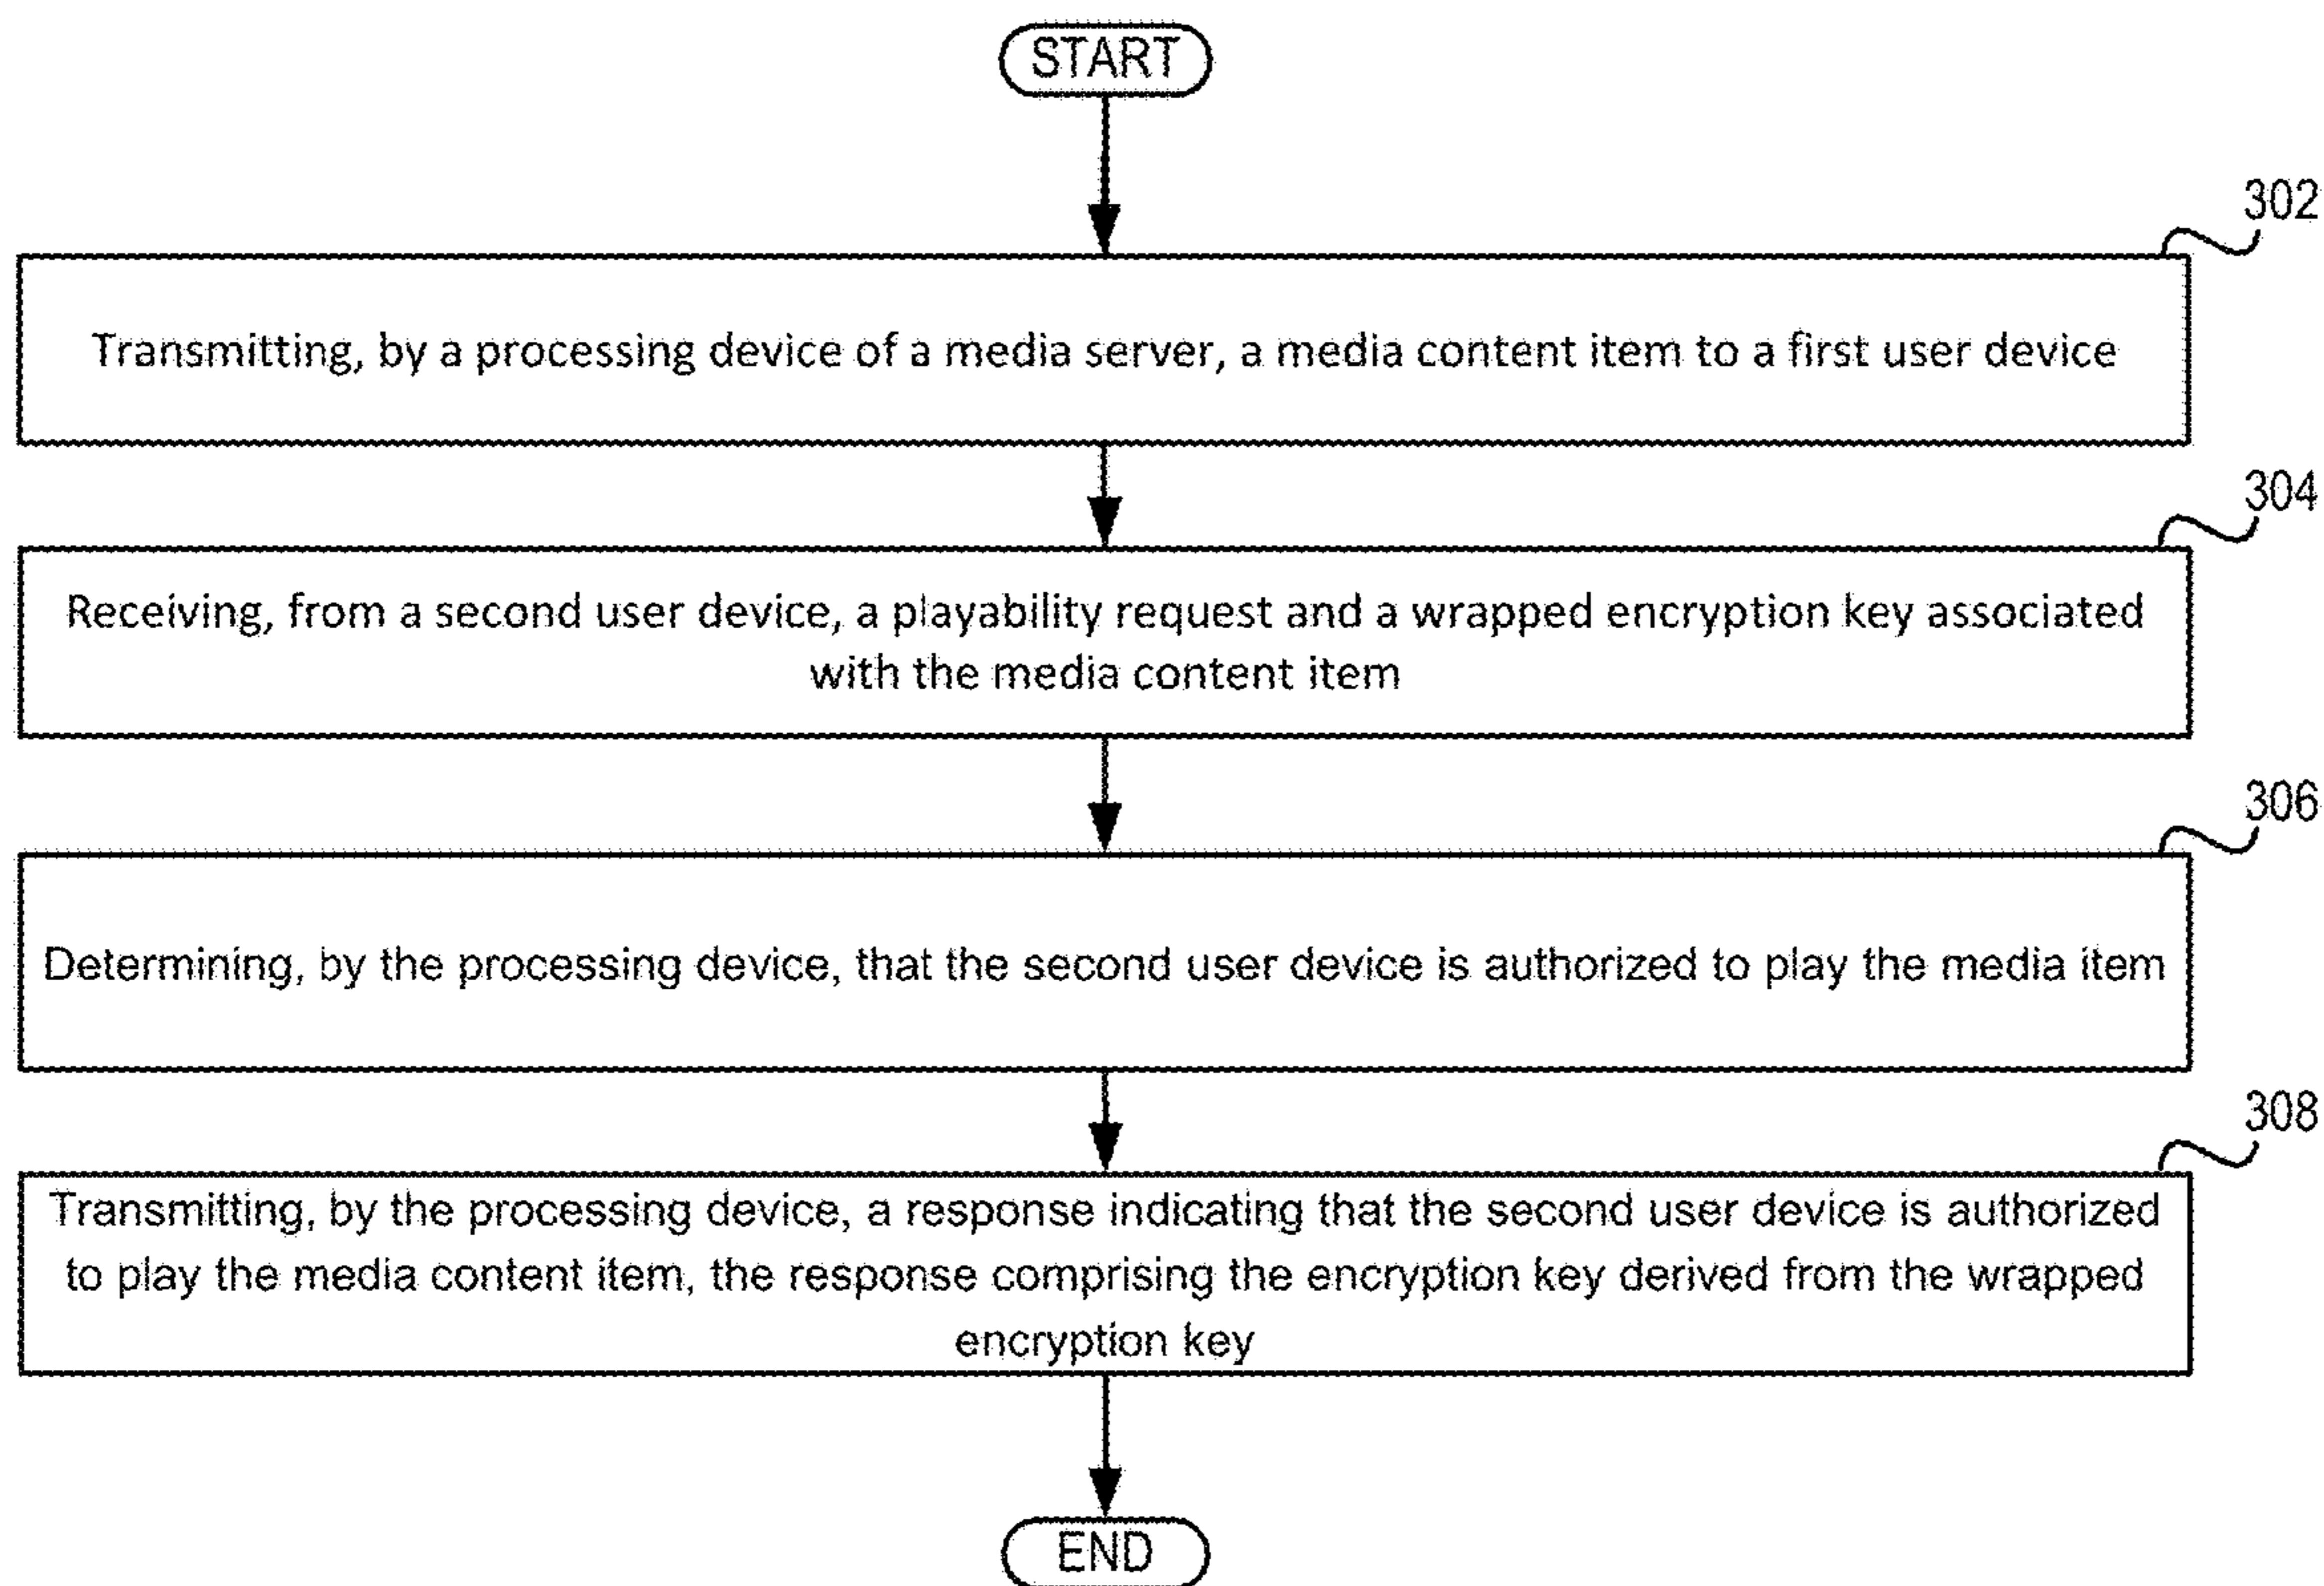 START
302
Transmitting, by a processing device of a media server, a media content item to a first user device
304
Receiving, from a second user device, a playability request and a wrapped encryption key associated
with the media content item
306
Determining, by the processing device, that the second user device is authorized to play the media item
308
Transmitting, by the processing device, a response indicating that the second user device is authorized
to play the media content item, the response comprising the encryption key derived from the wrapped
encryption key
END